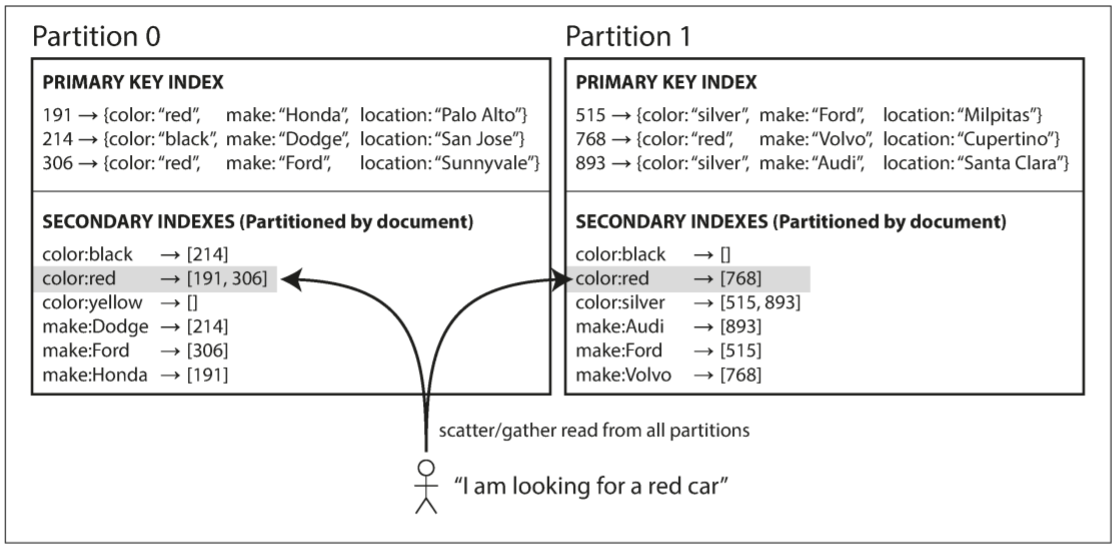 Partition 0
PRIMARY KEY INDEX
191 → {color: “red”, make: “Honda”, location: “Palo Alto”}
214 → {color: “black”, make: “Dodge”, location: “San Jose”}
306 → {color: “red”, make: “Ford”, location: “Sunnyvale”}
SECONDARY INDEXES (Partitioned by document)
color:black → [214]
color:red → [191, 306]
color:yellow → []
make:Dodge → [214]
make:Ford → [306]
make:Honda → [191]
Partition 1
PRIMARY KEY INDEX
515 → {color: “silver”, make: “Ford”, location: “Milpitas”}
768 → {color: “red”, make: “Volvo”, location: “Cupertino”}
893 → {color: “silver”, make: “Audi”, location: “Santa Clara”}
SECONDARY INDEXES (Partitioned by document)
color:black → []
color:red → [768]
color:silver → [515, 893]
make:Audi → [893]
make:Ford → [515]
make:Volvo → [768]
scatter/gather read from all partitions
“I am looking for a red car”